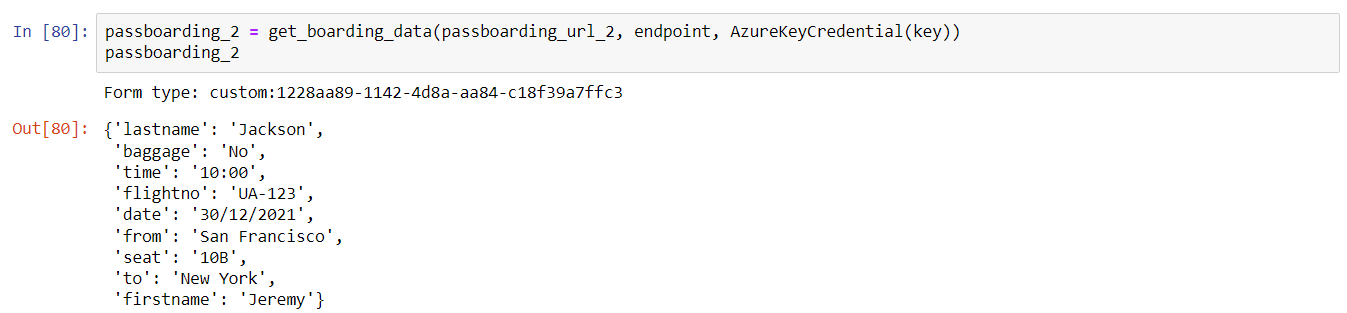 In [80]: passboarding_2 = get_boarding_data(passboarding_url_2, endpoint, AzureKeyCredential(key))
passboarding_2
Form type: custom:1228aa89-1142-4d8a-aa84-c18f39a7ffc3
Out[80]: {'lastname': 'Jackson',
'baggage': 'No',
'time': '10:00',
'flightno': 'UA-123',
'date': '30/12/2021',
'from': 'San Francisco',
'seat': '10B',
'to': 'New York',
'firstname': 'Jeremy'}